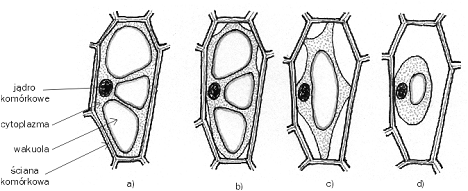 jądro
komórkowe
cytoplazma
wakuola
ściana
komórkowa
a)
b)
c)
d)